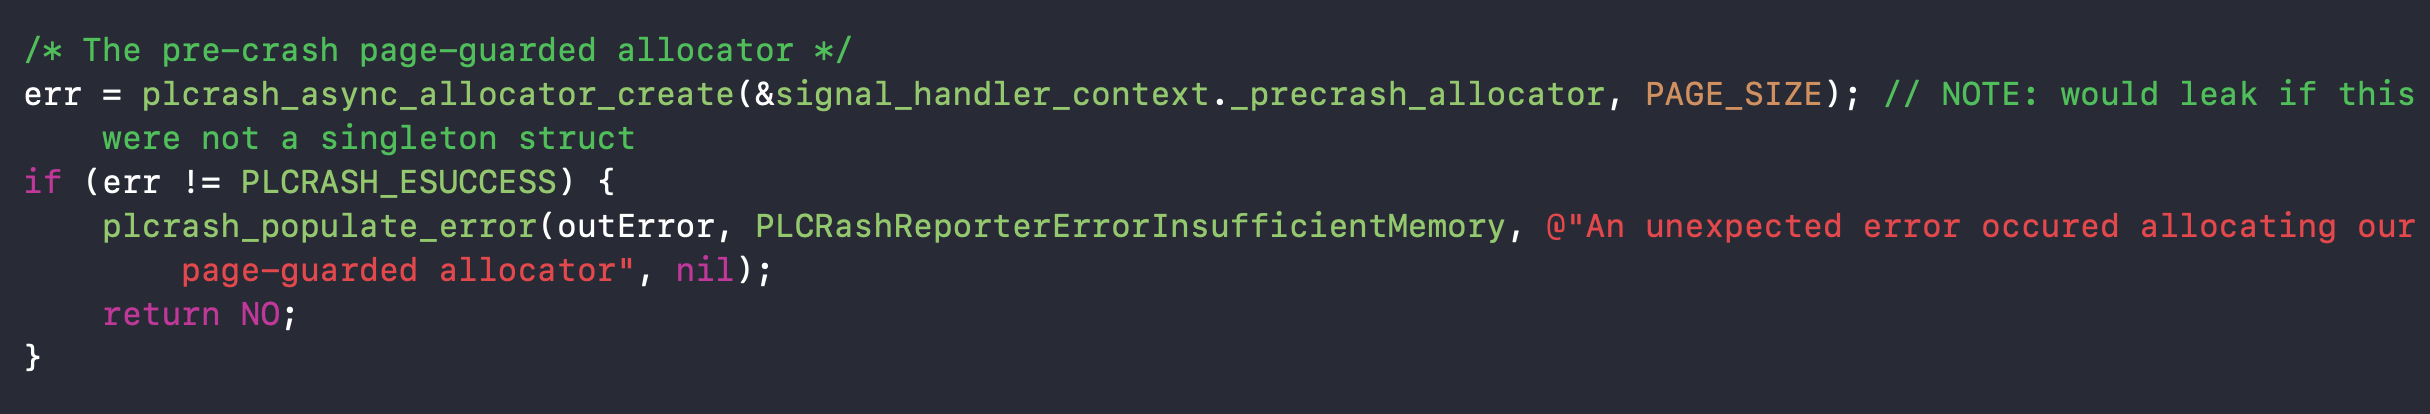 /* The pre-crash page-guarded allocator */
err = plcrash_async_allocator_create(&signal_handler_context._precrash_allocator, PAGE_SIZE); // NOTE: would leak if this
were not a singleton struct
if (err != PLCRASH_ESUCCESS) {
plcrash_populate_error(outError, PLCRashReporterErrorInsufficientMemory, @"An unexpected error occured allocating our
page-guarded allocator", nil);
return NO;
}